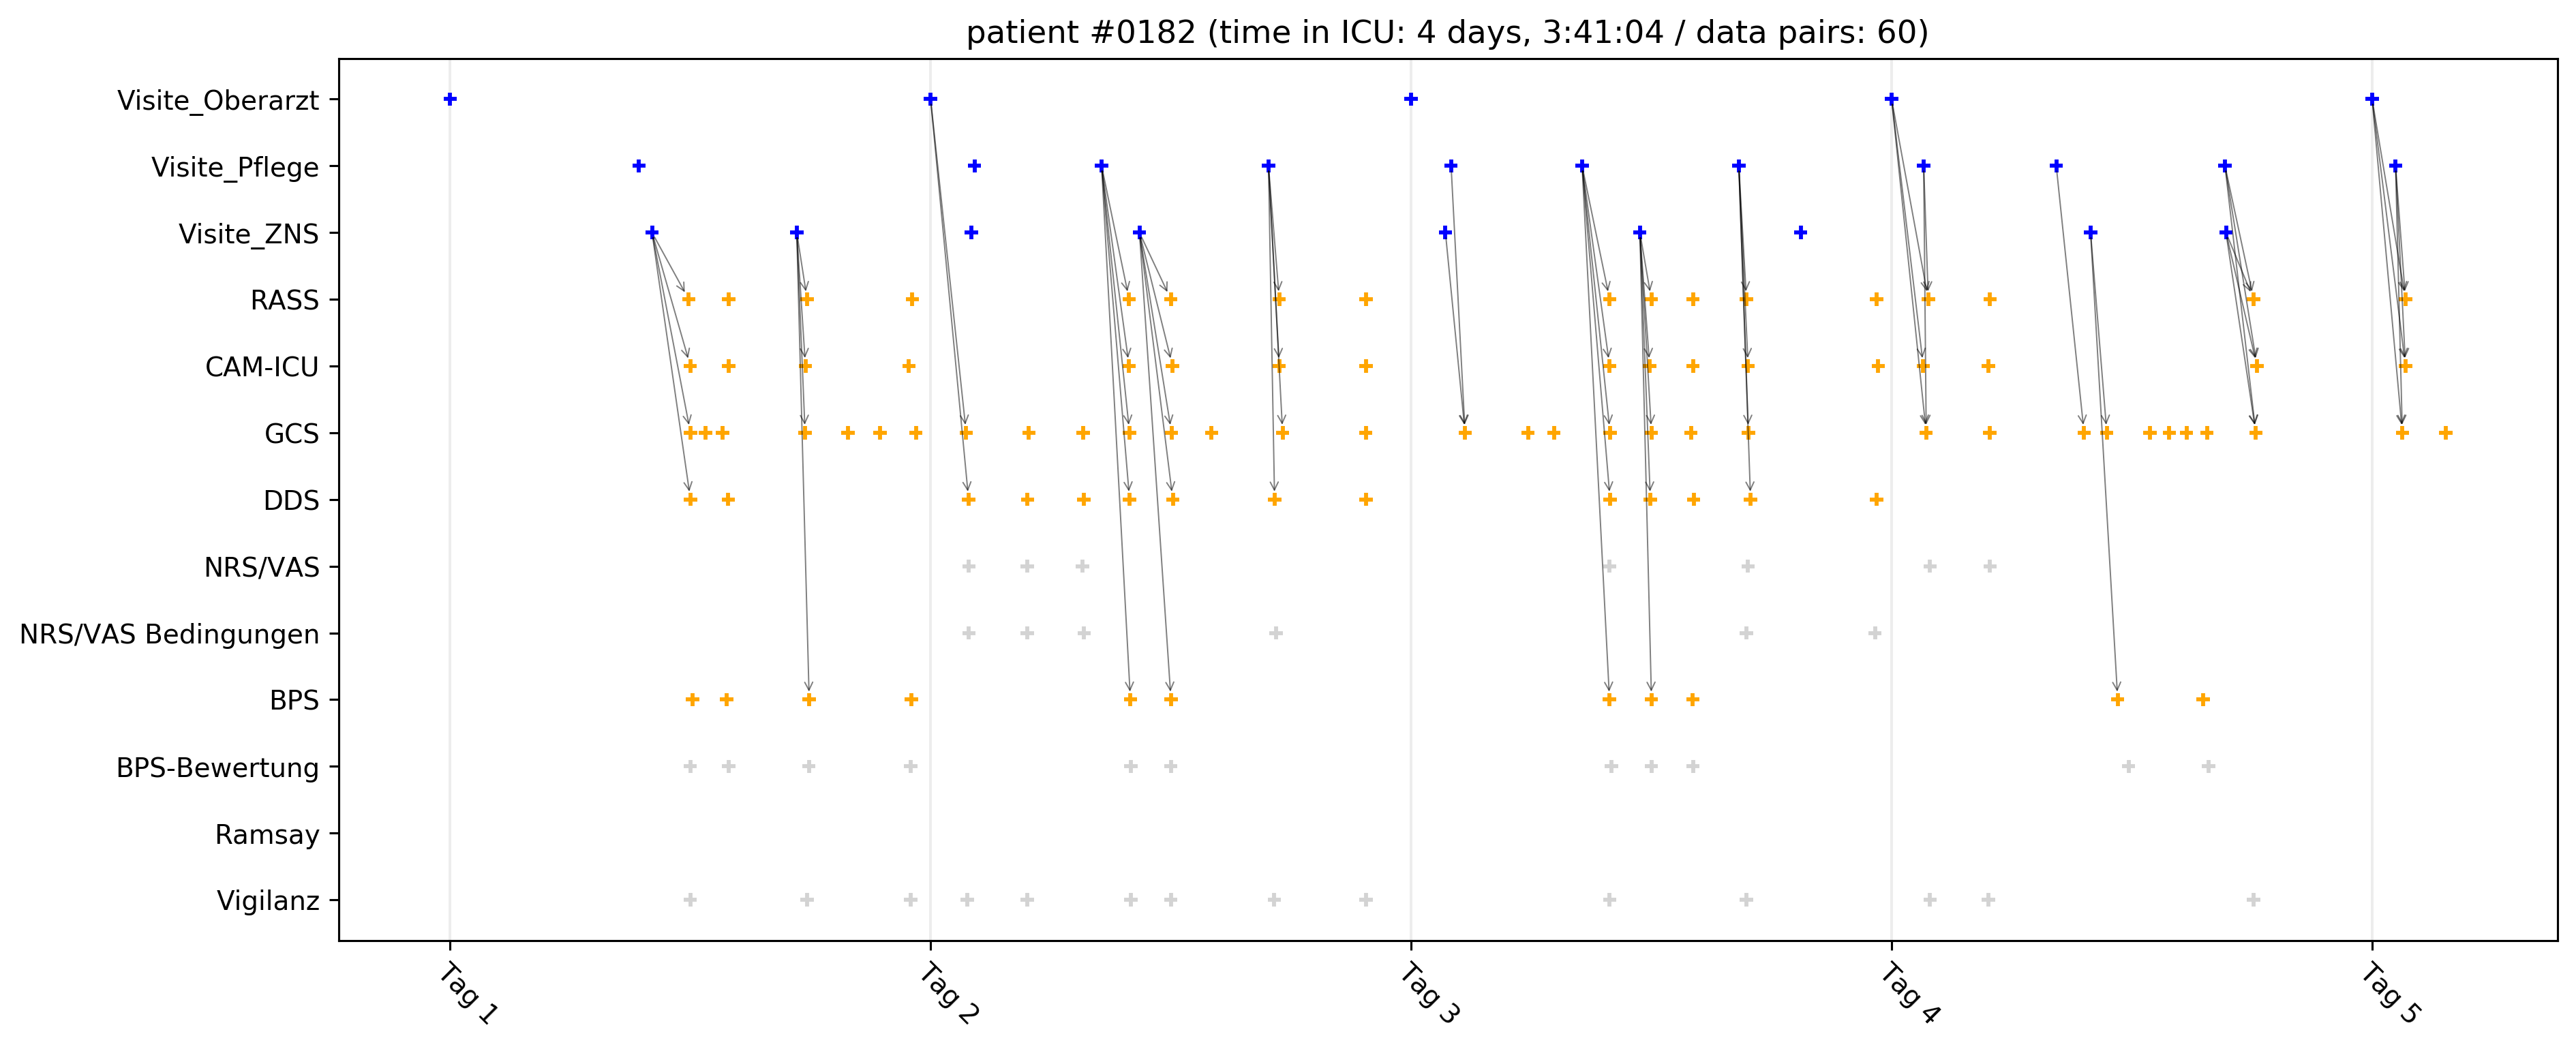 patient #0182 (time in ICU: 4 days, 3:41:04 / data pairs: 60)
Visite_Oberarzt
Visite_Pflege
Visite_ZNS
RASS
CAM-ICU
GCS
DDS
NRS/VAS
NRS/VAS Bedingungen
BPS
BPS-Bewertung
Ramsay
Vigilanz
Tag 1
Tag 2
Tag 3
Tag 4
Tag 5